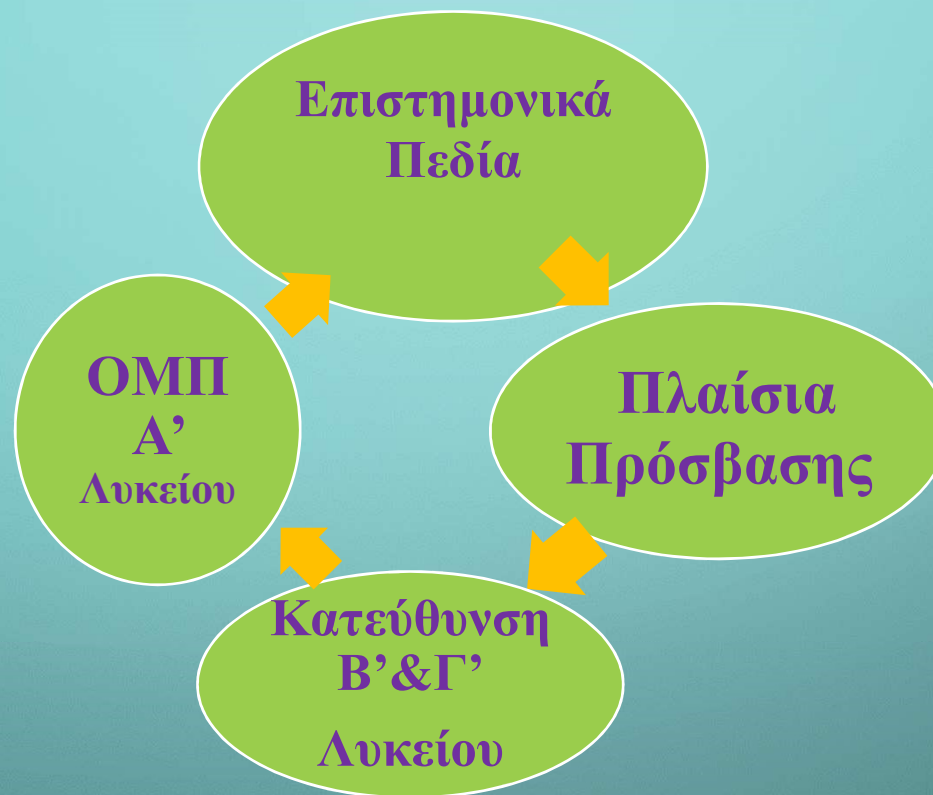 Επιστημονικά
Πεδία
Πλαίσια
Πρόσβασης
Κατεύθυνση
Β’&Γ’
Λυκείου
ΟΜΠ
Α’
Λυκείου